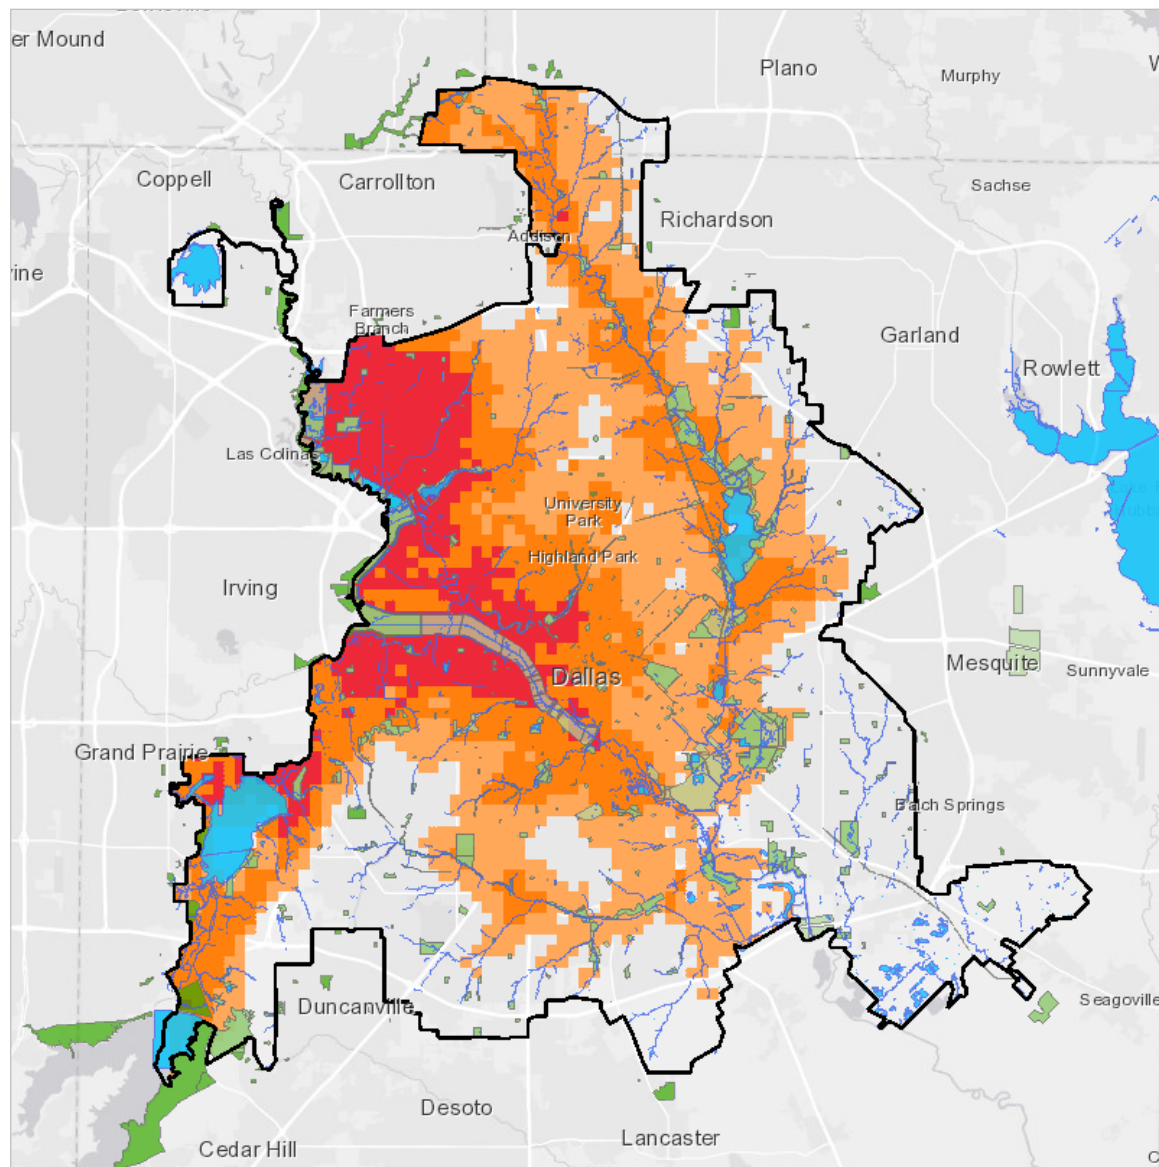 er Mound
Plano
Murphy
Coppell
Carrollton
Sachse
Richardson
Addison
vine
Farmers
Branch
Garland
Rowlett
Las Colinas
University
Park
Highland Park
Irving
Mesquite
Sunnyvale
Dallas
Grand Prairie
Balch Springs
Seagoville
Duncanville
Desoto
Lancaster
Cedar Hill